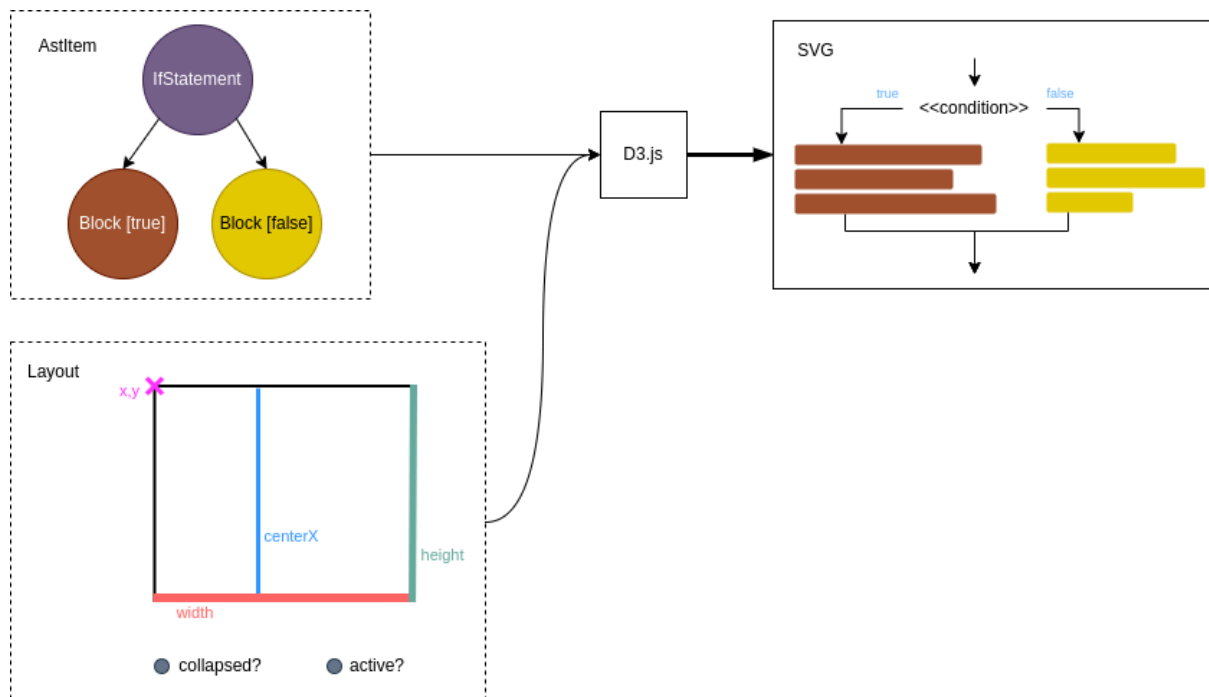 AstItem
IfStatement
Block [true]
Block [false]
D3.js
SVG
true
false
<<condition>>
Layout
x,y
centerX
height
width
collapsed?
active?